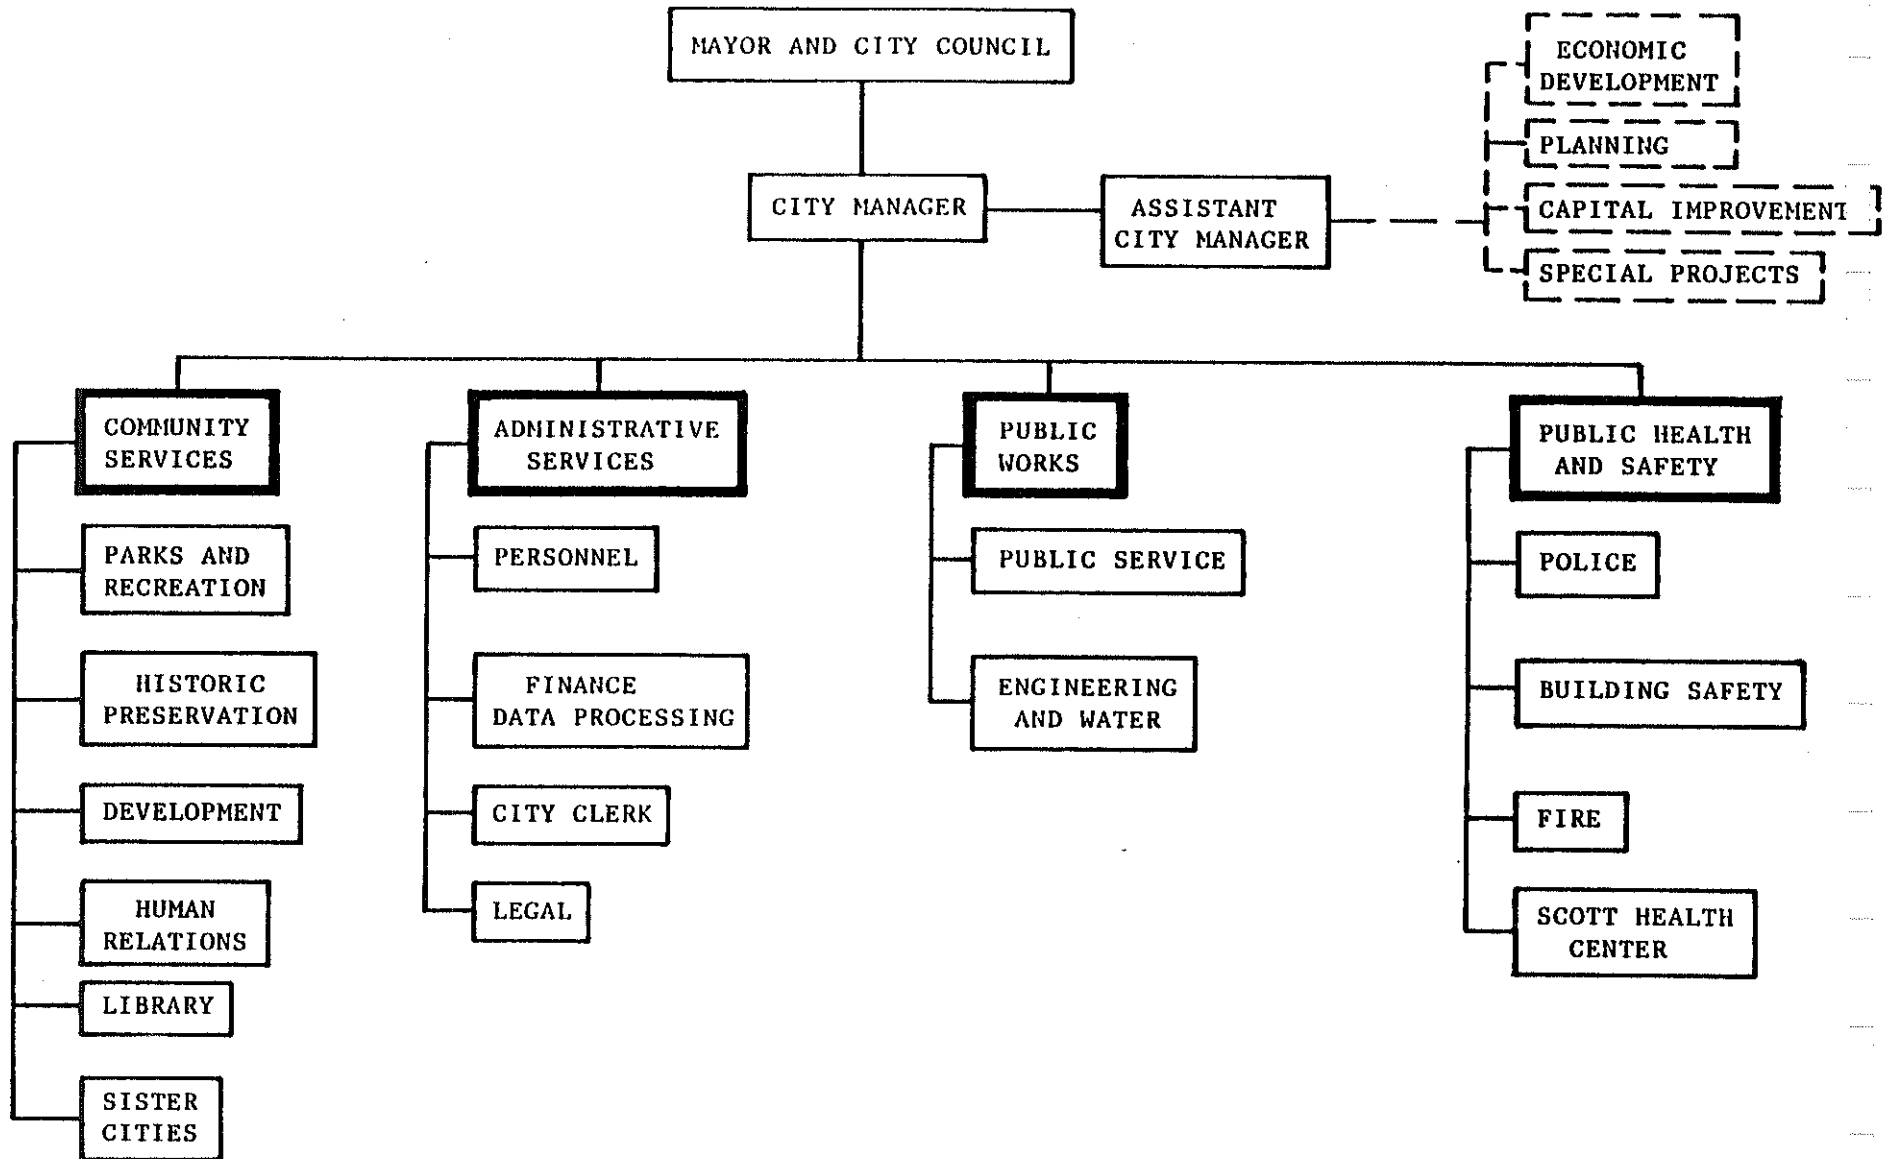 MAYOR AND CITY COUNCIL
ECONOMIC
DEVELOPMENT
PLANNING
CAPITAL IMPROVEMENT
SPECIAL PROJECTS
CITY MANAGER
ASSISTANT
CITY MANAGER
COMMUNITY
SERVICES
PARKS AND
RECREATION
HISTORIC
PRESERVATION
DEVELOPMENT
HUMAN
RELATIONS
LIBRARY
SISTER
CITIES
ADMINISTRATIVE
SERVICES
PERSONNEL
FINANCE
DATA PROCESSING
CITY CLERK
LEGAL
PUBLIC
WORKS
PUBLIC SERVICE
ENGINEERING
AND WATER
PUBLIC HEALTH
AND SAFETY
POLICE
BUILDING SAFETY
FIRE
SCOTT HEALTH
CENTER